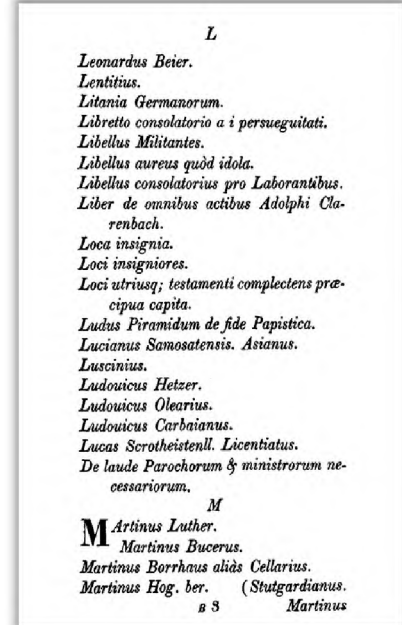 L
Leonardus Beier.
Lentitius.
Litania Germanorum.
Libretto consolatorio a i persueguitati.
Libellus Militantes.
Libellus aureus quòd idola.
Libellus consolatorius pro Laborantibus.
Liber de omnibus actibus Adolphi Cla-
renbach.
Loca insignia.
Loci insigniores.
Loci utriusq; testamenti complectens præ-
cipua capita.
Ludus Piramidum de fide Papistica.
Lucianus Samosatensis. Asianus.
Luscinius.
Ludouicus Hetzer.
Ludouicus Olearius.
Ludouicus Carbaianus.
Lucas Scrotheistenll. Licentiatus.
De laude Parochorum & ministrorum ne-
cessariorum.
M
MArtinus Luther.
Martinus Bucerus.
Martinus Borrhaus aliàs Cellarius.
Martinus Hog. ber. (Stutgardianus.
B 3 Martinus